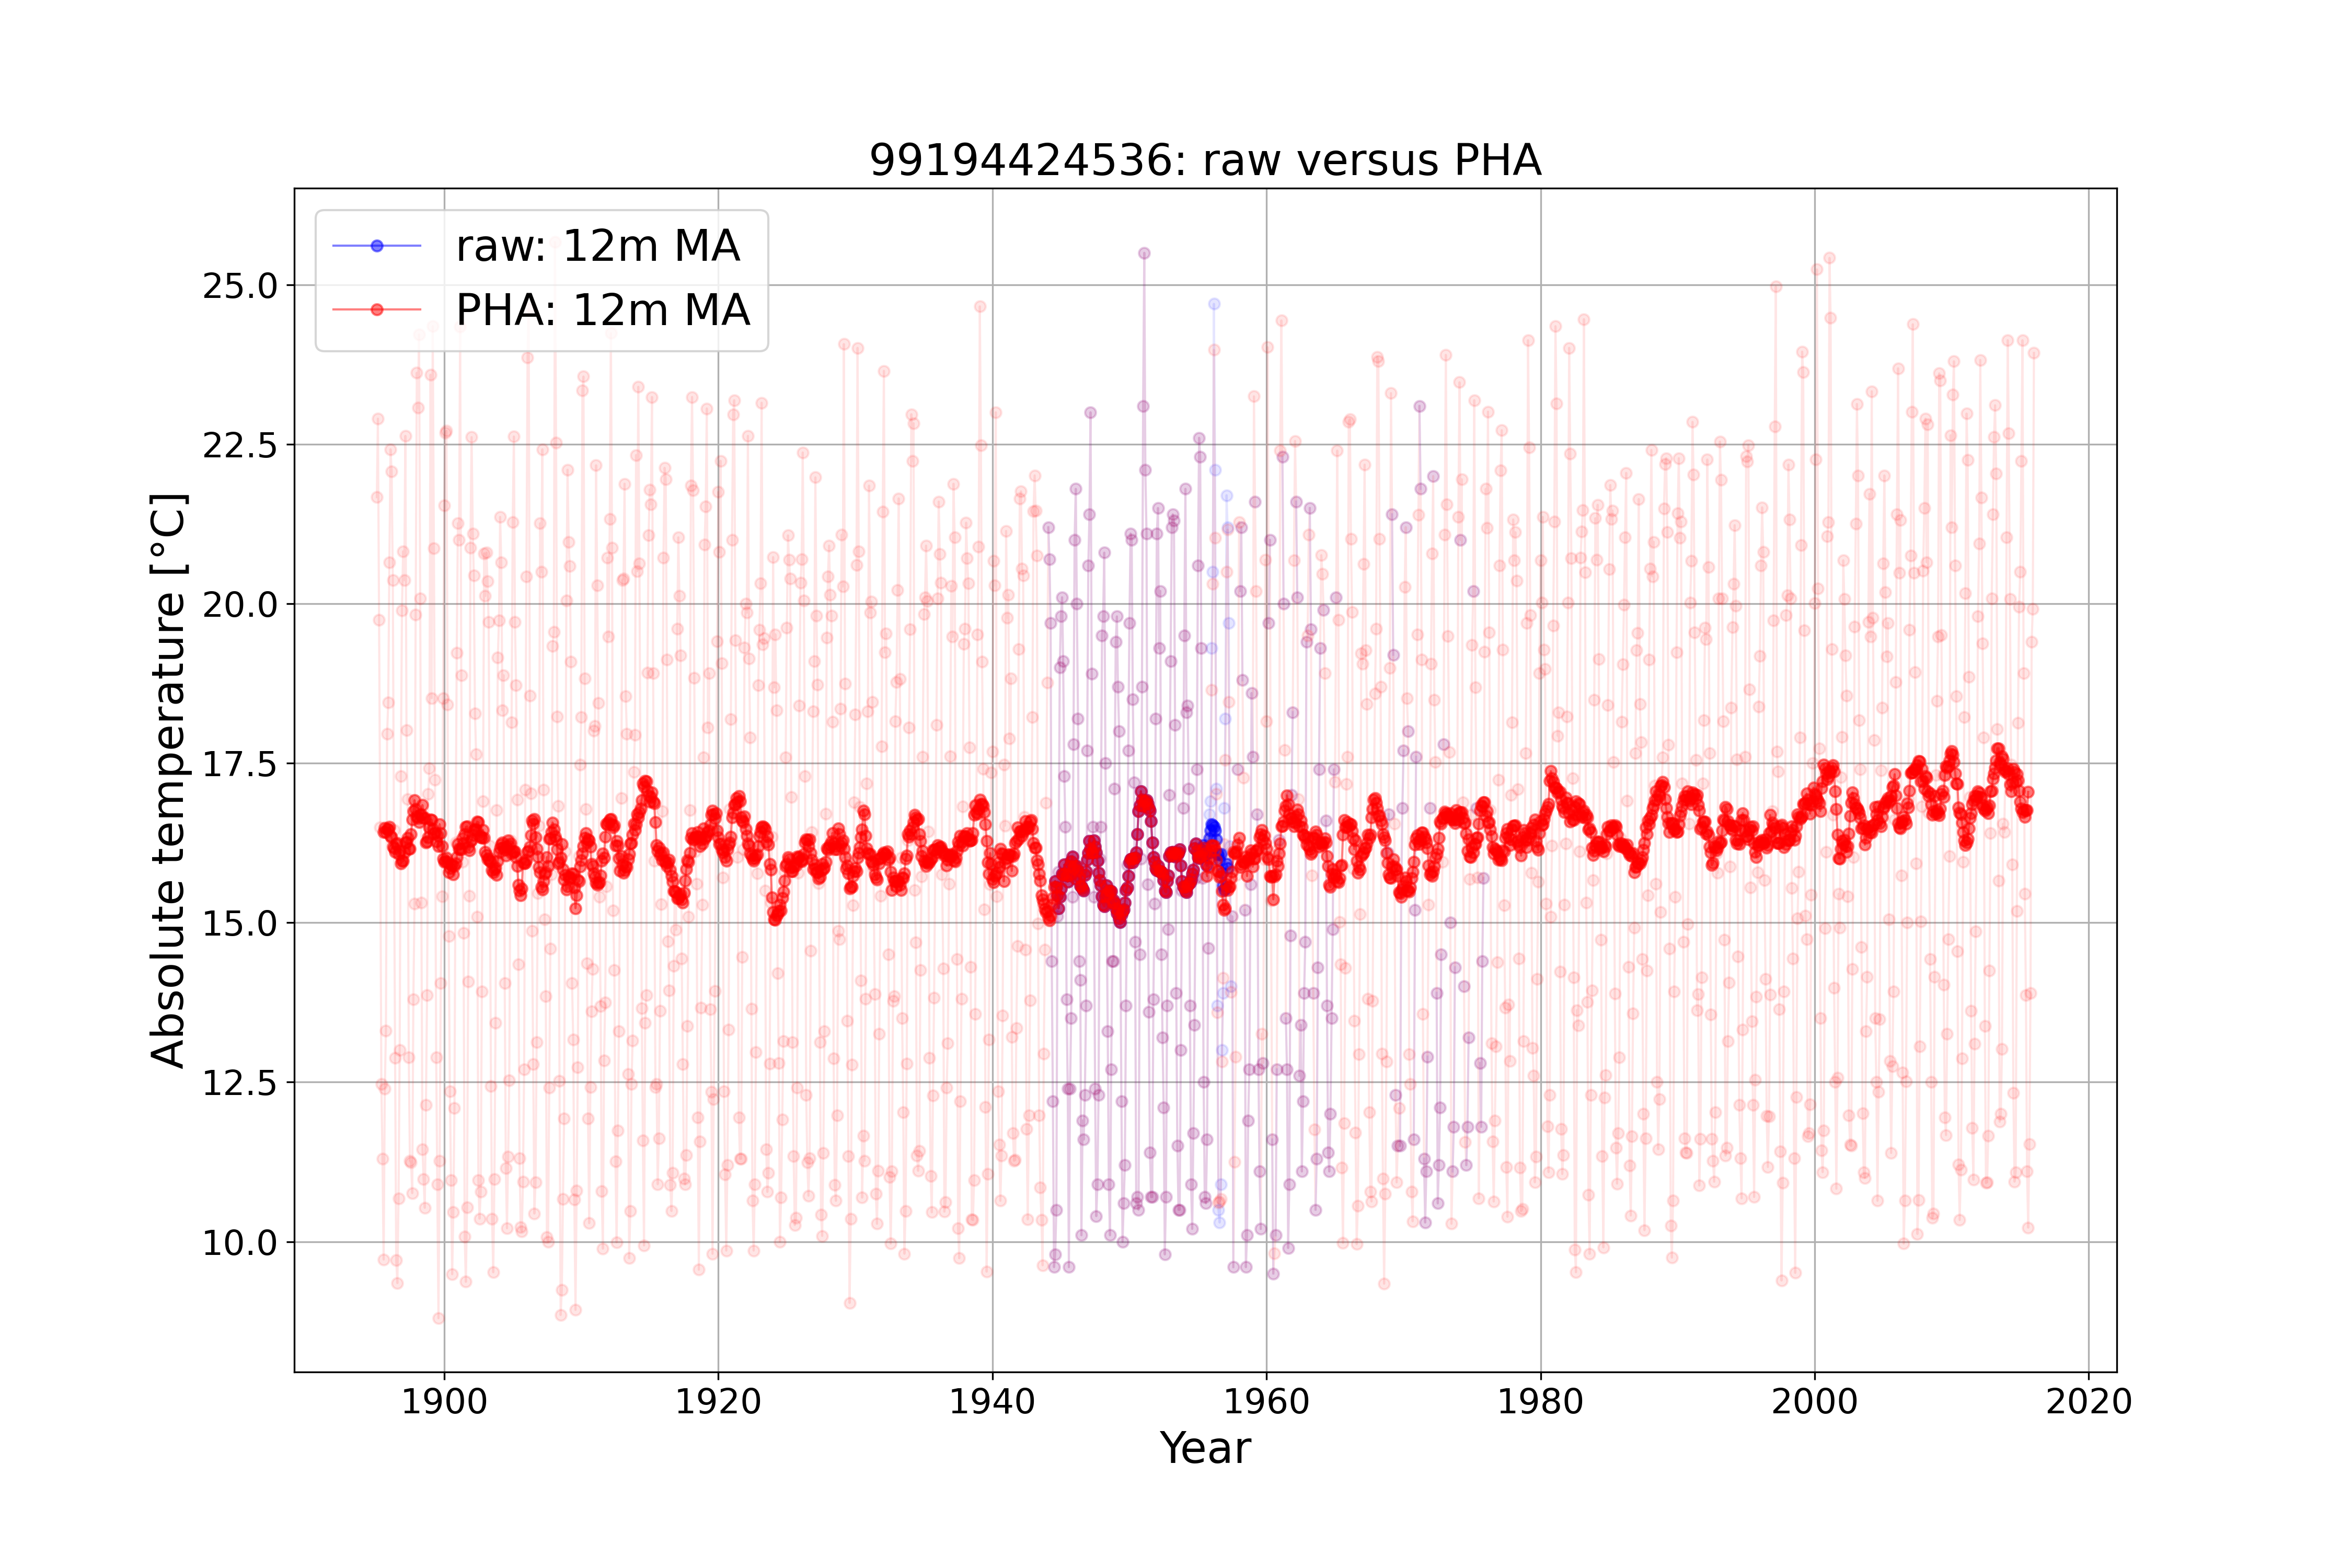 99194424536: raw versus PHA
raw: 12m MA
PHA: 12m MA
Absolute temperature [°C]
25.0
22.5
20.0
17.5
15.0
12.5
10.0
1900 1920 1940 1960 1980 2000 2020
Year